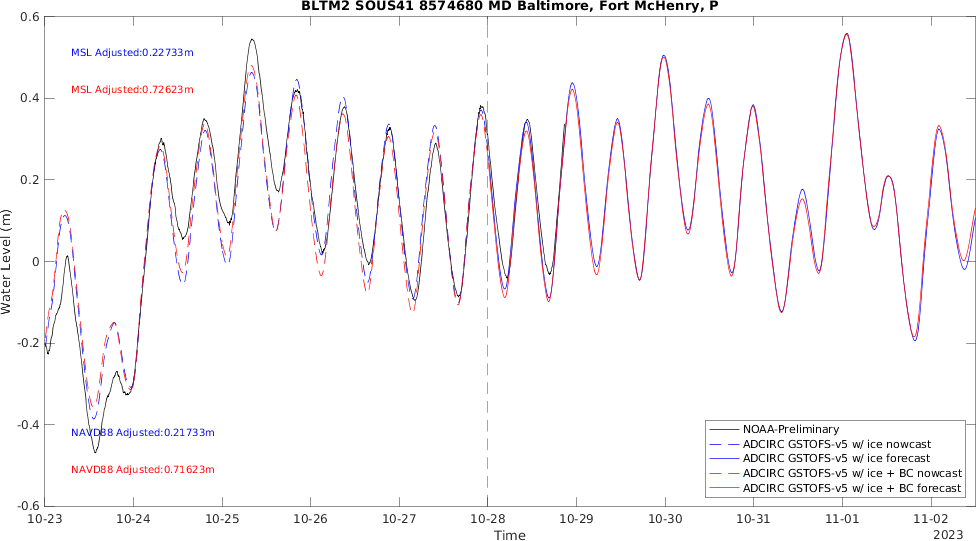 BLTM2 SOUS41 8574680 MD Baltimore, Fort McHenry, P
0.6
0.4
0.2
0
-0.2
-0.4
-0.6
Water Level (m)
MSL Adjusted:0.22733m
MSL Adjusted:0.72623m
NAVD88 Adjusted:0.21733m
NAVD88 Adjusted:0.71623m
NOAA-Preliminary
ADCIRC GSTOFS-v5 w/ ice nowcast
ADCIRC GSTOFS-v5 w/ ice forecast
ADCIRC GSTOFS-v5 w/ ice + BC nowcast
ADCIRC GSTOFS-v5 w/ ice + BC forecast
10-23 10-24 10-25 10-26 10-27 10-28 10-29 10-30 10-31 11-01 11-02
Time
2023